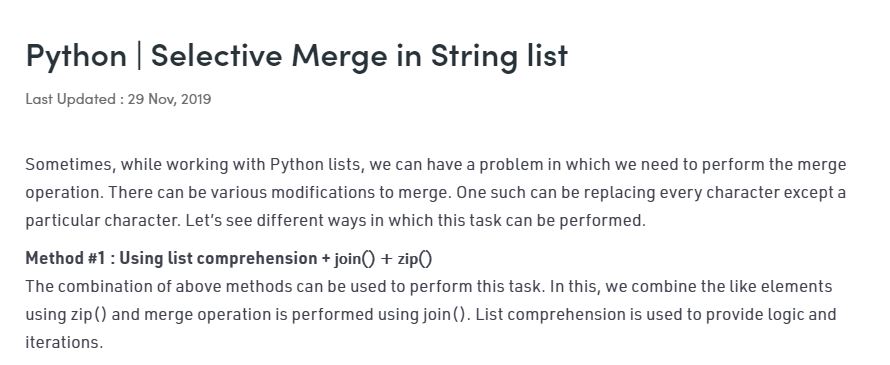 Python | Selective Merge in String list
Last Updated : 29 Nov, 2019
Sometimes, while working with Python lists, we can have a problem in which we need to perform the merge
operation. There can be various modifications to merge. One such can be replacing every character except a
particular character. Let’s see different ways in which this task can be performed.
Method #1 : Using list comprehension + join() + zip()
The combination of above methods can be used to perform this task. In this, we combine the like elements
using zip() and merge operation is performed using join(). List comprehension is used to provide logic and
iterations.